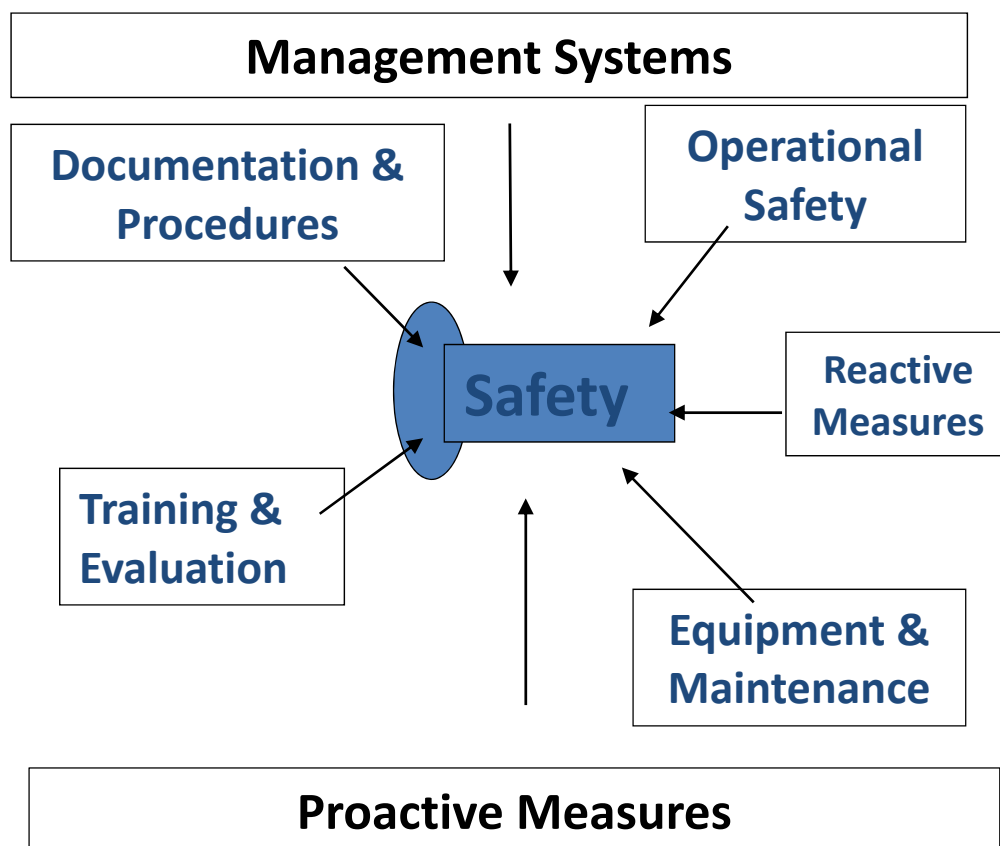 Management Systems
Documentation &
Procedures
Operational
Safety
Safety
Reactive
Measures
Training &
Evaluation
Equipment &
Maintenance
Proactive Measures